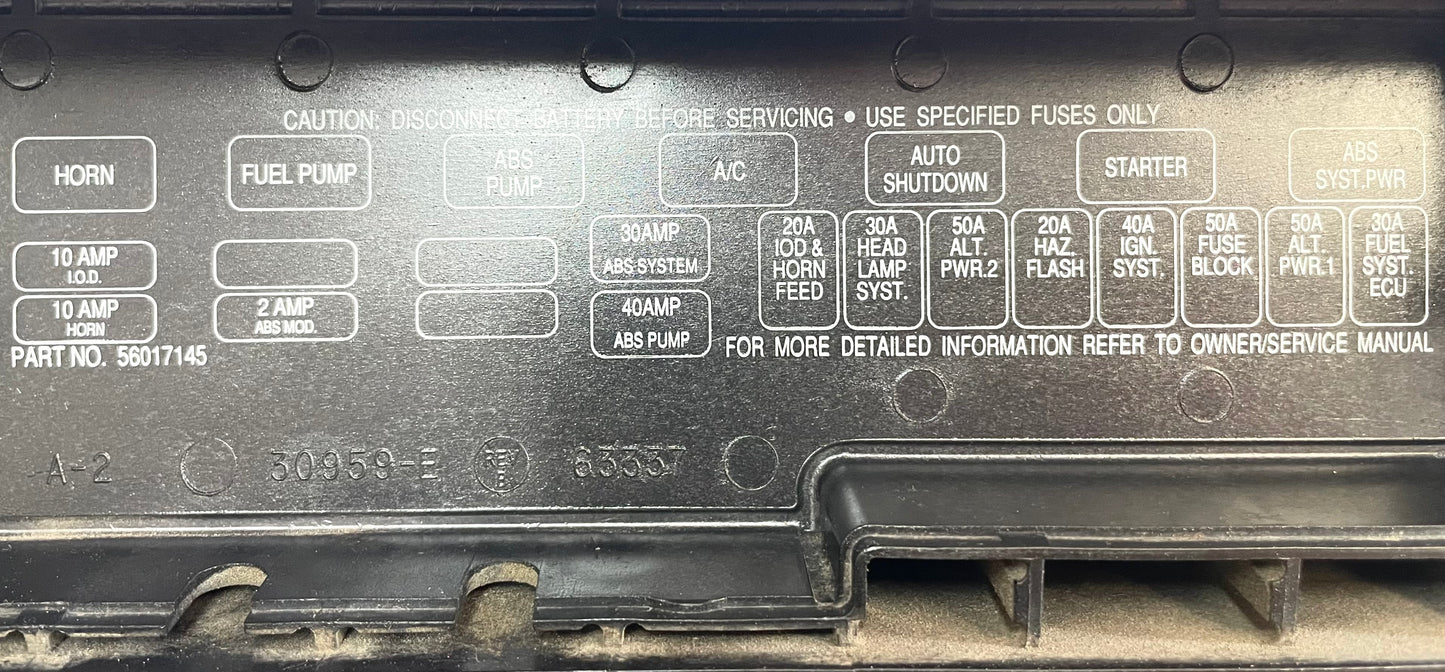 CAUTION: DISCONNECT BATTERY BEFORE SERVICING • USE SPECIFIED FUSES ONLY
HORN
FUEL PUMP
ABS
PUMP
A/C
AUTO
SHUTDOWN
STARTER
ABS
SYST.PWR
10 AMP
I.O.D.
10 AMP
HORN
2 AMP
ABS MOD.
30AMP
ABS SYSTEM
40AMP
ABS PUMP
20A
IOD &
HORN
FEED
30A
HEAD
LAMP
SYST.
50A
ALT.
PWR.2
20A
HAZ.
FLASH
40A
IGN.
SYST.
50A
FUSE
BLOCK
50A
ALT.
PWR.1
30A
FUEL
SYST.
ECU
PART NO. 56017145
FOR MORE DETAILED INFORMATION REFER TO OWNER/SERVICE MANUAL
A-2
30959-E
REV
B
63337